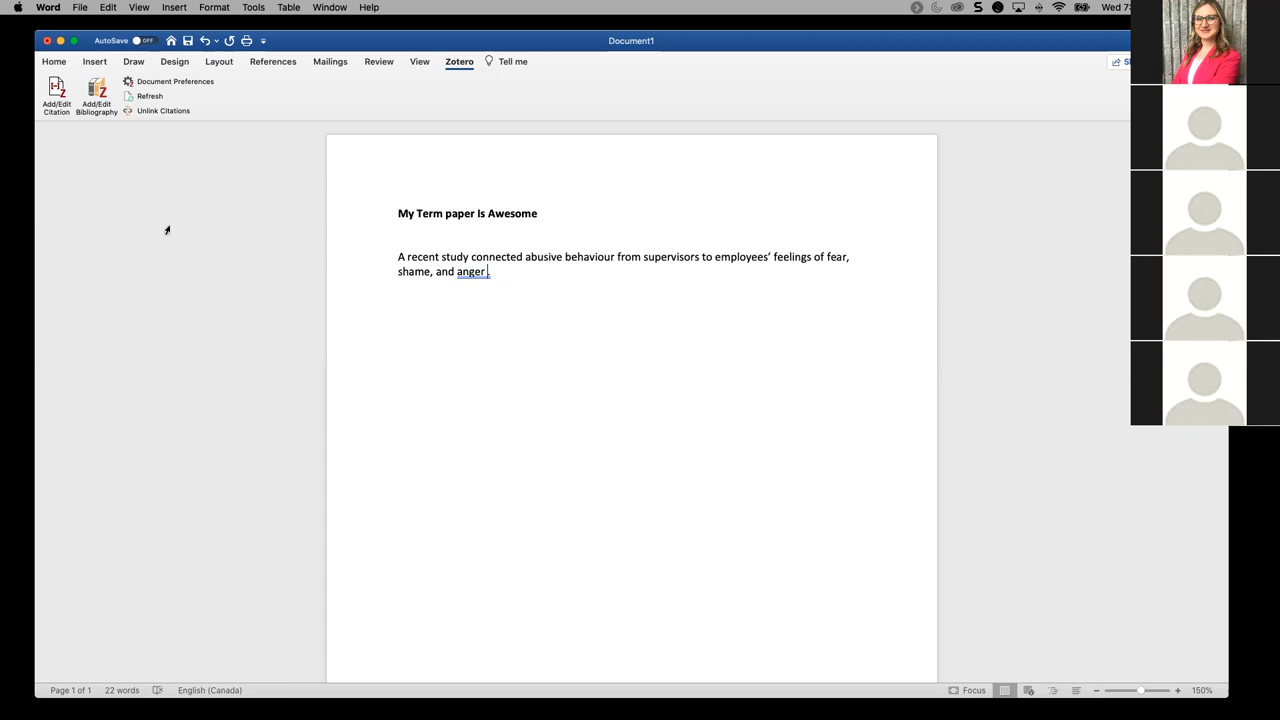 Word File Edit View Insert Format Tools Table Window Help
Wed 7:
AutoSave OFF
Document1
Home Insert Draw Design Layout References Mailings Review View Zotero Tell me
Add/Edit Citation
Add/Edit Bibliography
Document Preferences
Refresh
Unlink Citations
My Term paper Is Awesome
A recent study connected abusive behaviour from supervisors to employees’ feelings of fear,
shame, and anger .
Page 1 of 1 22 words English (Canada) Focus 150%